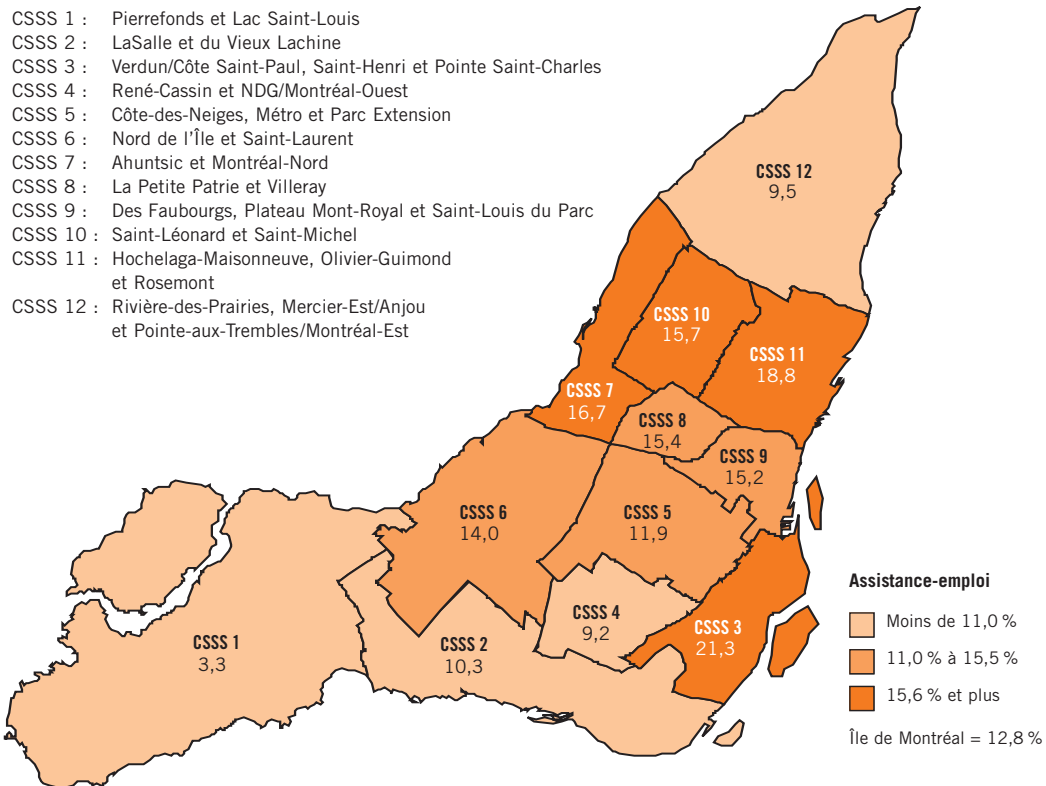 CSSS 1 : Pierrefonds et Lac Saint-Louis
CSSS 2 : LaSalle et du Vieux Lachine
CSSS 3 : Verdun/Côte Saint-Paul, Saint-Henri et Pointe Saint-Charles
CSSS 4 : René-Cassin et NDG/Montréal-Ouest
CSSS 5 : Côte-des-Neiges, Métro et Parc Extension
CSSS 6 : Nord de l'Île et Saint-Laurent
CSSS 7 : Ahuntsic et Montréal-Nord
CSSS 8 : La Petite Patrie et Villeray
CSSS 9 : Des Faubourgs, Plateau Mont-Royal et Saint-Louis du Parc
CSSS 10 : Saint-Léonard et Saint-Michel
CSSS 11 : Hochelaga-Maisonneuve, Olivier-Guimond
et Rosemont
CSSS 12 : Rivière-des-Prairies, Mercier-Est/Anjou
et Pointe-aux-Trembles/Montréal-Est
CSSS 12
9,5
CSSS 10
15,7
CSSS 11
18,8
CSSS 7
16,7
CSSS 8
15,4
CSSS 9
15,2
CSSS 6
14,0
CSSS 5
11,9
CSSS 4
9,2
CSSS 3
21,3
CSSS 1
3,3
CSSS 2
10,3
Assistance-emploi
Moins de 11,0 %
11,0 % à 15,5 %
15,6 % et plus
Île de Montréal = 12,8 %